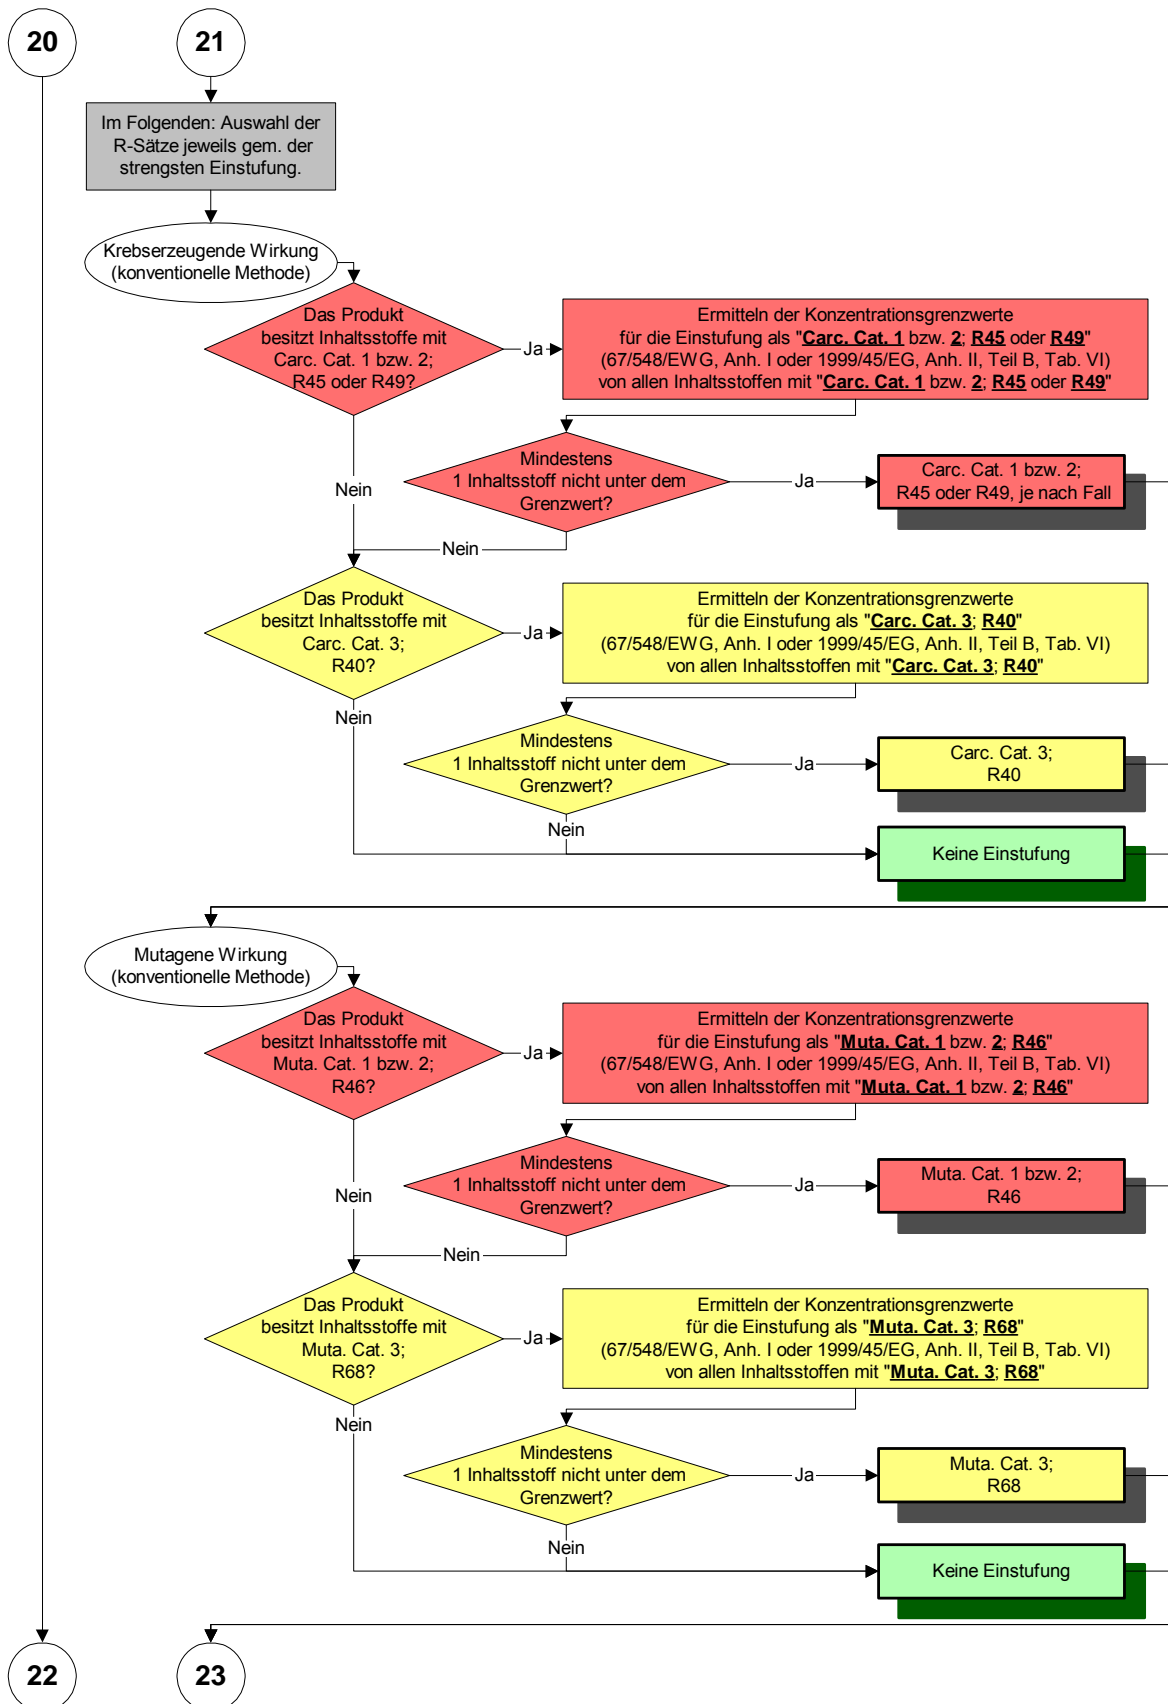 20
21
Im Folgenden: Auswahl der
R-Sätze jeweils gem. der
strengsten Einstufung.
Krebserzeugende Wirkung
(konventionelle Methode)
Das Produkt
besitzt Inhaltsstoffe mit
Carc. Cat. 1 bzw. 2;
R45 oder R49?
Ja
Ermitteln der Konzentrationsgrenzwerte
für die Einstufung als "Carc. Cat. 1 bzw. 2; R45 oder R49"
(67/548/EWG, Anh. I oder 1999/45/EG, Anh. II, Teil B, Tab. VI)
von allen Inhaltsstoffen mit "Carc. Cat. 1 bzw. 2; R45 oder R49"
Nein
Mindestens
1 Inhaltsstoff nicht unter dem
Grenzwert?
Ja
Carc. Cat. 1 bzw. 2;
R45 oder R49, je nach Fall
Nein
Das Produkt
besitzt Inhaltsstoffe mit
Carc. Cat. 3;
R40?
Ja
Ermitteln der Konzentrationsgrenzwerte
für die Einstufung als "Carc. Cat. 3; R40"
(67/548/EWG, Anh. I oder 1999/45/EG, Anh. II, Teil B, Tab. VI)
von allen Inhaltsstoffen mit "Carc. Cat. 3; R40"
Nein
Mindestens
1 Inhaltsstoff nicht unter dem
Grenzwert?
Ja
Carc. Cat. 3;
R40
Nein
Keine Einstufung
Mutagene Wirkung
(konventionelle Methode)
Das Produkt
besitzt Inhaltsstoffe mit
Muta. Cat. 1 bzw. 2;
R46?
Ja
Ermitteln der Konzentrationsgrenzwerte
für die Einstufung als "Muta. Cat. 1 bzw. 2; R46"
(67/548/EWG, Anh. I oder 1999/45/EG, Anh. II, Teil B, Tab. VI)
von allen Inhaltsstoffen mit "Muta. Cat. 1 bzw. 2; R46"
Nein
Mindestens
1 Inhaltsstoff nicht unter dem
Grenzwert?
Ja
Muta. Cat. 1 bzw. 2;
R46
Nein
Das Produkt
besitzt Inhaltsstoffe mit
Muta. Cat. 3;
R68?
Ja
Ermitteln der Konzentrationsgrenzwerte
für die Einstufung als "Muta. Cat. 3; R68"
(67/548/EWG, Anh. I oder 1999/45/EG, Anh. II, Teil B, Tab. VI)
von allen Inhaltsstoffen mit "Muta. Cat. 3; R68"
Nein
Mindestens
1 Inhaltsstoff nicht unter dem
Grenzwert?
Ja
Muta. Cat. 3;
R68
Nein
Keine Einstufung
22
23